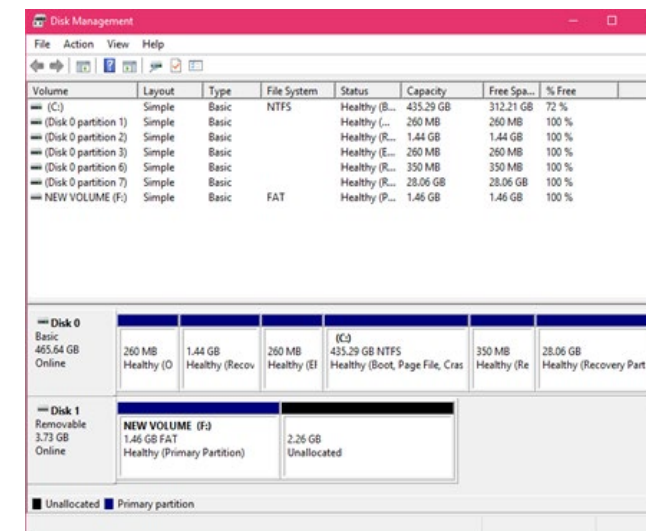 Disk Management
File Action View Help
Volume Layout Type File System Status Capacity Free Spa... % Free
(C:) Simple Basic NTFS Healthy (B... 435.29 GB 312.21 GB 72 %
(Disk 0 partition 1) Simple Basic Healthy (... 260 MB 260 MB 100 %
(Disk 0 partition 2) Simple Basic Healthy (R... 1.44 GB 1.44 GB 100 %
(Disk 0 partition 3) Simple Basic Healthy (E... 260 MB 260 MB 100 %
(Disk 0 partition 6) Simple Basic Healthy (R... 350 MB 350 MB 100 %
(Disk 0 partition 7) Simple Basic Healthy (R... 28.06 GB 28.06 GB 100 %
NEW VOLUME (F:) Simple Basic FAT Healthy (P... 1.46 GB 1.46 GB 100 %
Disk 0
Basic
465.64 GB
Online
260 MB
Healthy (O
1.44 GB
Healthy (Recov
260 MB
Healthy (EF
(C:)
435.29 GB NTFS
Healthy (Boot, Page File, Cras
350 MB
Healthy (Re
28.06 GB
Healthy (Recovery Part
Disk 1
Removable
3.73 GB
Online
NEW VOLUME (F:)
1.46 GB FAT
Healthy (Primary Partition)
2.26 GB
Unallocated
Unallocated Primary partition